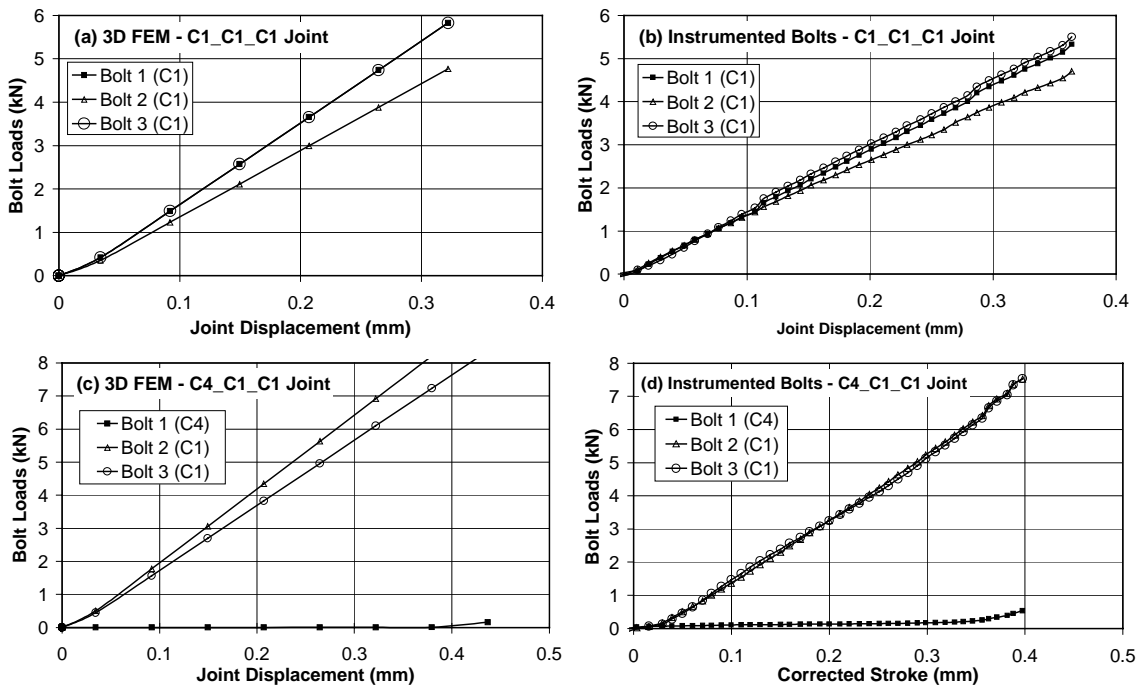 (a) 3D FEM - C1_C1_C1 Joint
Bolt 1 (C1)
Bolt 2 (C1)
Bolt 3 (C1)
Bolt Loads (kN)
6
5
4
3
2
1
0
0 0.1 0.2 0.3 0.4
Joint Displacement (mm)
(b) Instrumented Bolts - C1_C1_C1 Joint
Bolt 1 (C1)
Bolt 2 (C1)
Bolt 3 (C1)
Bolt Loads (kN)
6
5
4
3
2
1
0
0 0.1 0.2 0.3 0.4
Joint Displacement (mm)
(c) 3D FEM - C4_C1_C1 Joint
Bolt 1 (C4)
Bolt 2 (C1)
Bolt 3 (C1)
Bolt Loads (kN)
8
7
6
5
4
3
2
1
0
0 0.1 0.2 0.3 0.4 0.5
Joint Displacement (mm)
(d) Instrumented Bolts - C4_C1_C1 Joint
Bolt 1 (C4)
Bolt 2 (C1)
Bolt 3 (C1)
Bolt Loads (kN)
8
7
6
5
4
3
2
1
0
0 0.1 0.2 0.3 0.4 0.5
Corrected Stroke (mm)